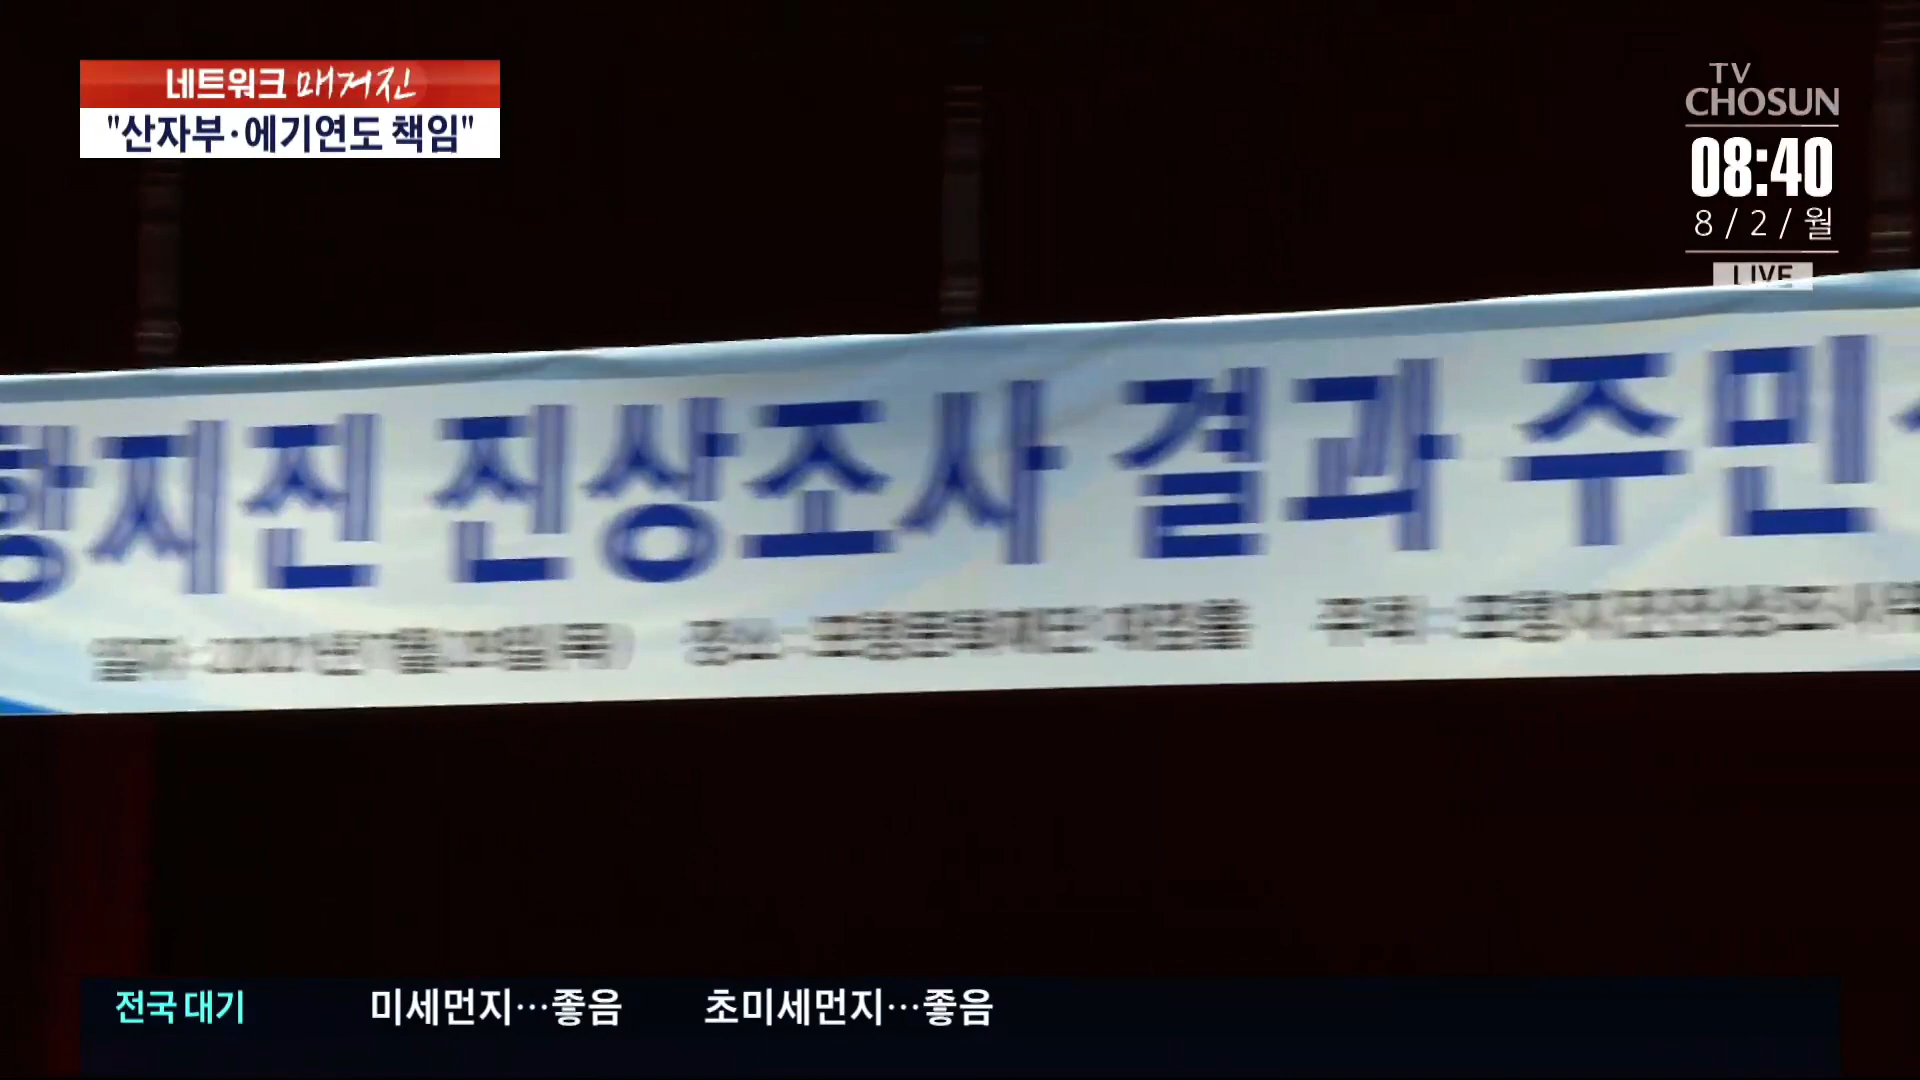 네트워크 매거진
"산자부·에기연도 책임"
TV
CHOSUN
08:40
8 / 2 / 월
LIVE
항지진 진상조사 결과 주민
전국 대기 미세먼지…좋음 초미세먼지…좋음